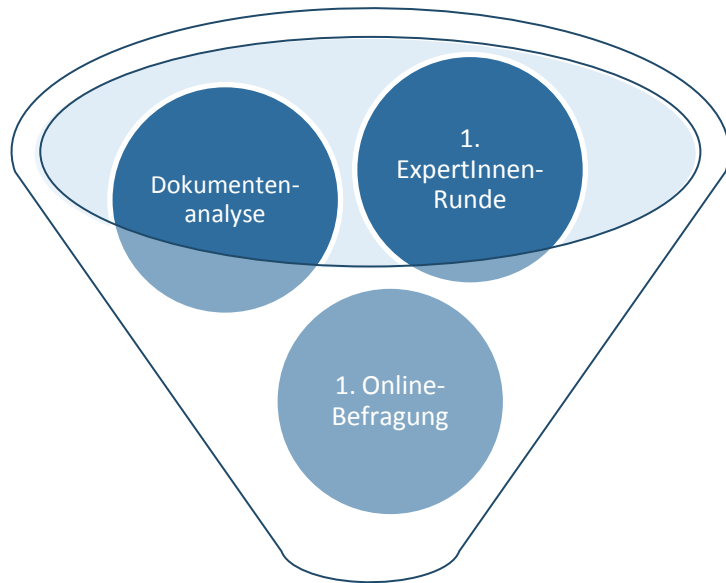 Dokumenten-
analyse
1.
ExpertInnen-
Runde
1. Online-
Befragung